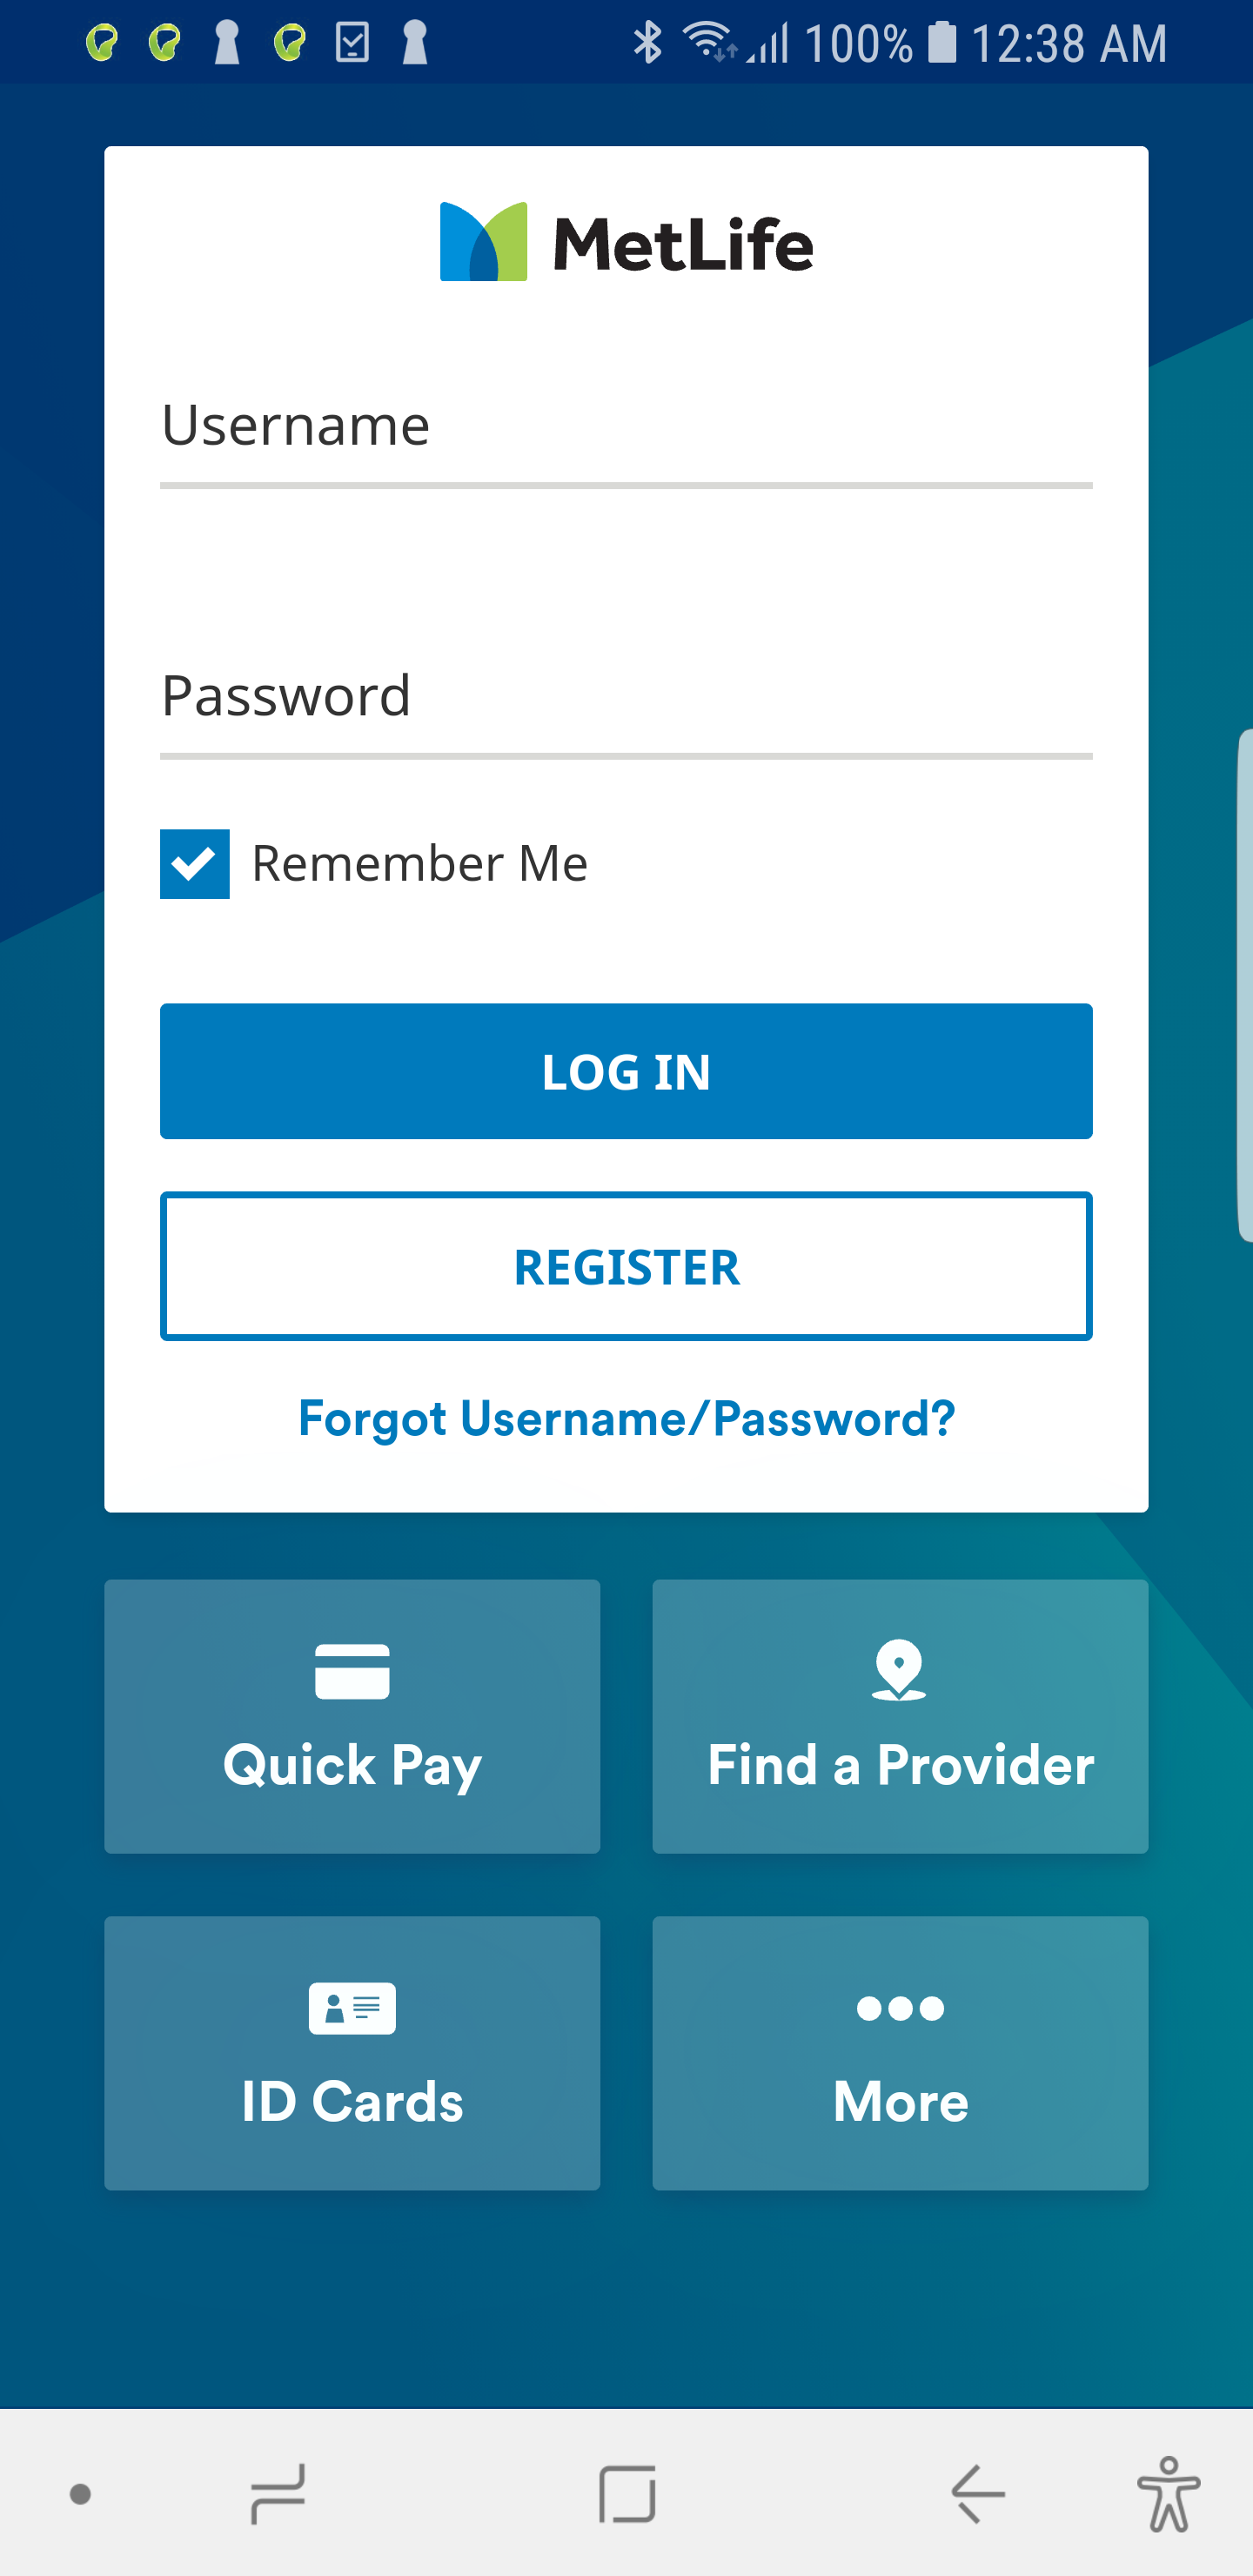 100% 12:38 AM
MetLife
Username
Password
Remember Me
LOG IN
REGISTER
Forgot Username/Password?
Quick Pay
Find a Provider
ID Cards
More